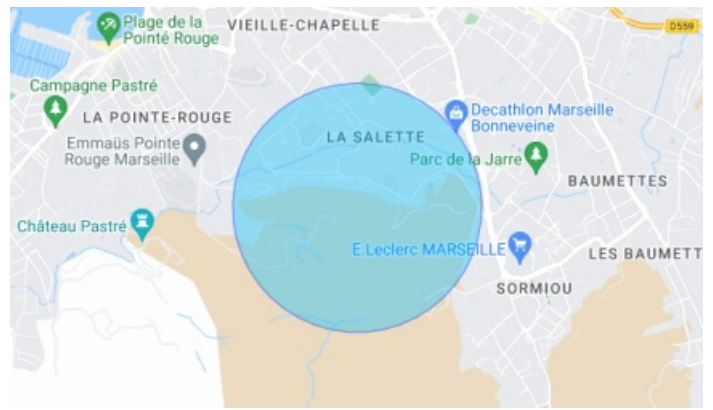 Plage de la
Pointé Rouge
VIEILLE-CHAPELLE
D559
Campagne Pastré
LA POINTE-ROUGE
Decathlon Marseille
Bonneveine
LA SALETTE
Emmaüs Pointe
Rouge Marseille
Parc de la Jarre
BAUMETTES
Château Pastré
E.Leclerc MARSEILLE
LES BAUMETT
SORMIOU